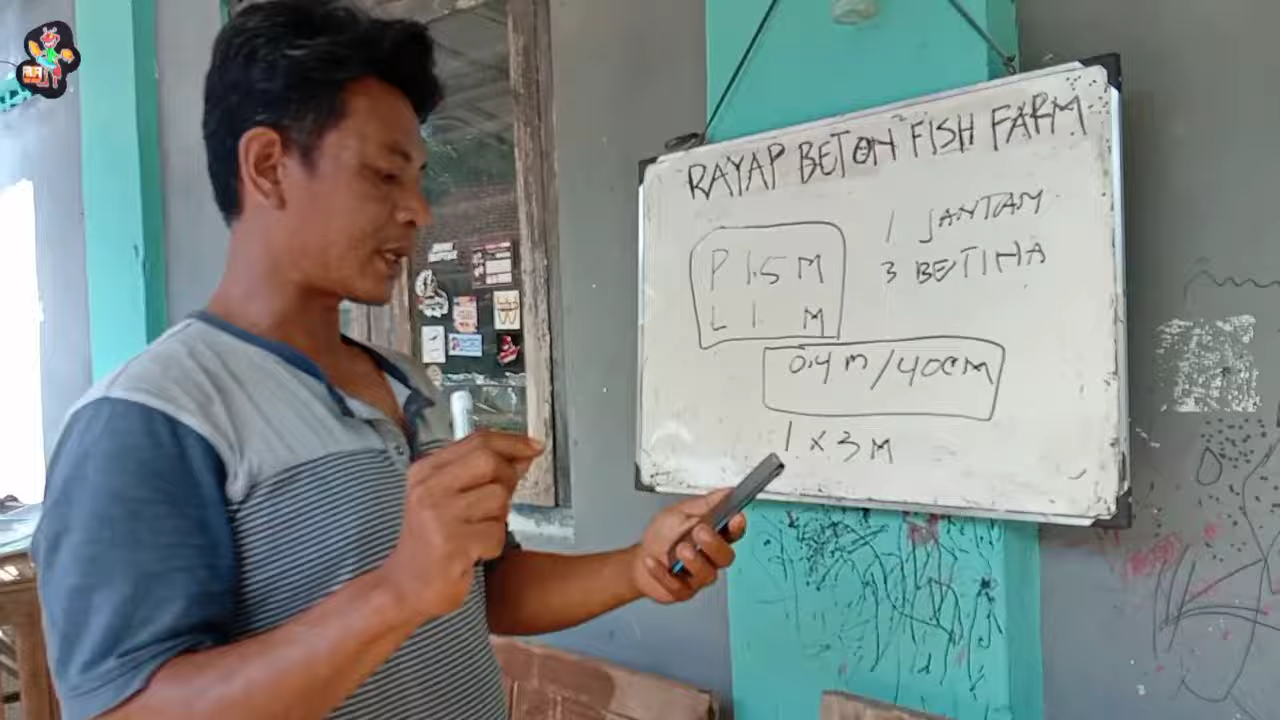 RAYAP BETON FISH FARM
1 JANTAN
3 BETINA
P 1.5 M
L 1 M
0.4 m/40cm
1 x 3 M